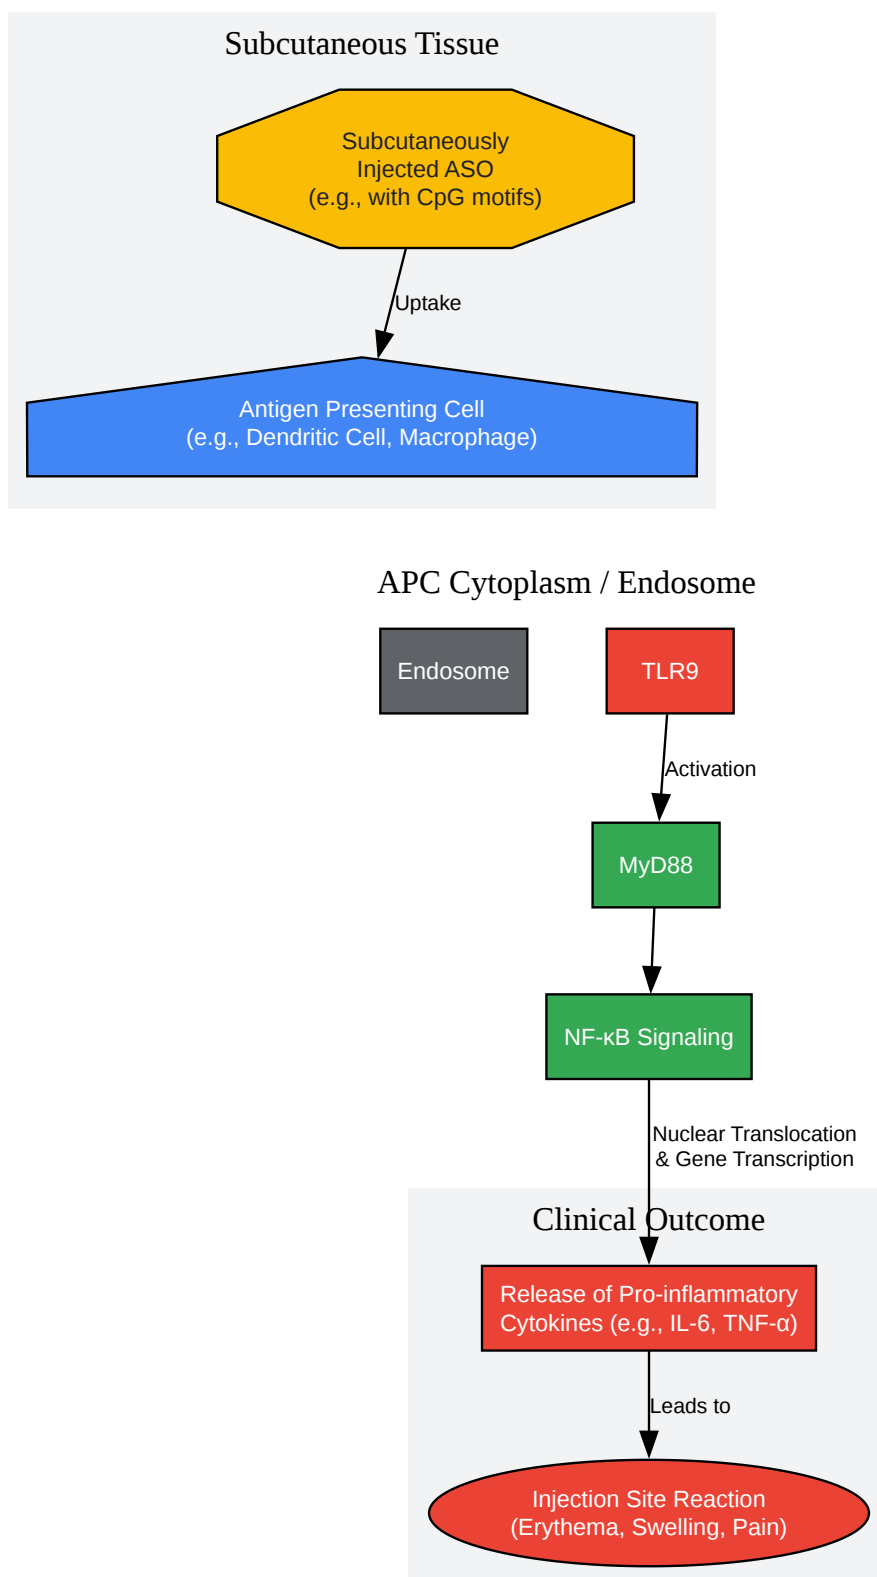 Subcutaneous Tissue
Subcutaneously
Injected ASO
(e.g., with CpG motifs)
Uptake
Antigen Presenting Cell
(e.g., Dendritic Cell, Macrophage)
APC Cytoplasm / Endosome
Endosome
TLR9
Activation
MyD88
NF-κB Signaling
Nuclear Translocation
& Gene Transcription
Clinical Outcome
Release of Pro-inflammatory
Cytokines (e.g., IL-6, TNF-α)
Leads to
Injection Site Reaction
(Erythema, Swelling, Pain)